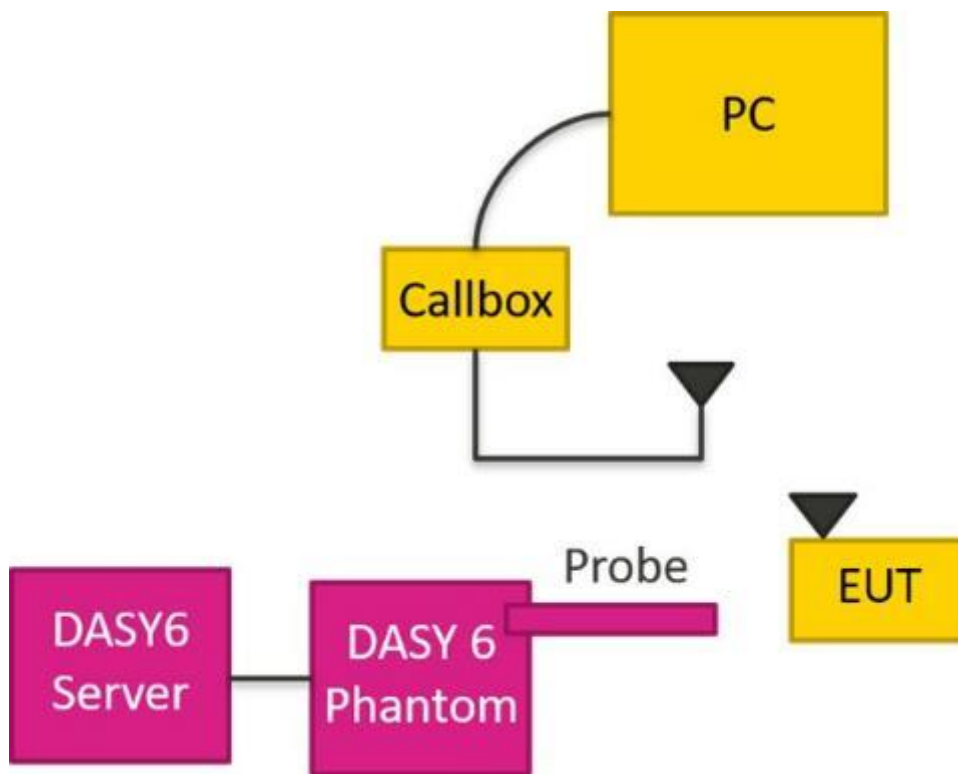 PC
Callbox
Probe
EUT
DASY6
Server
DASY 6
Phantom